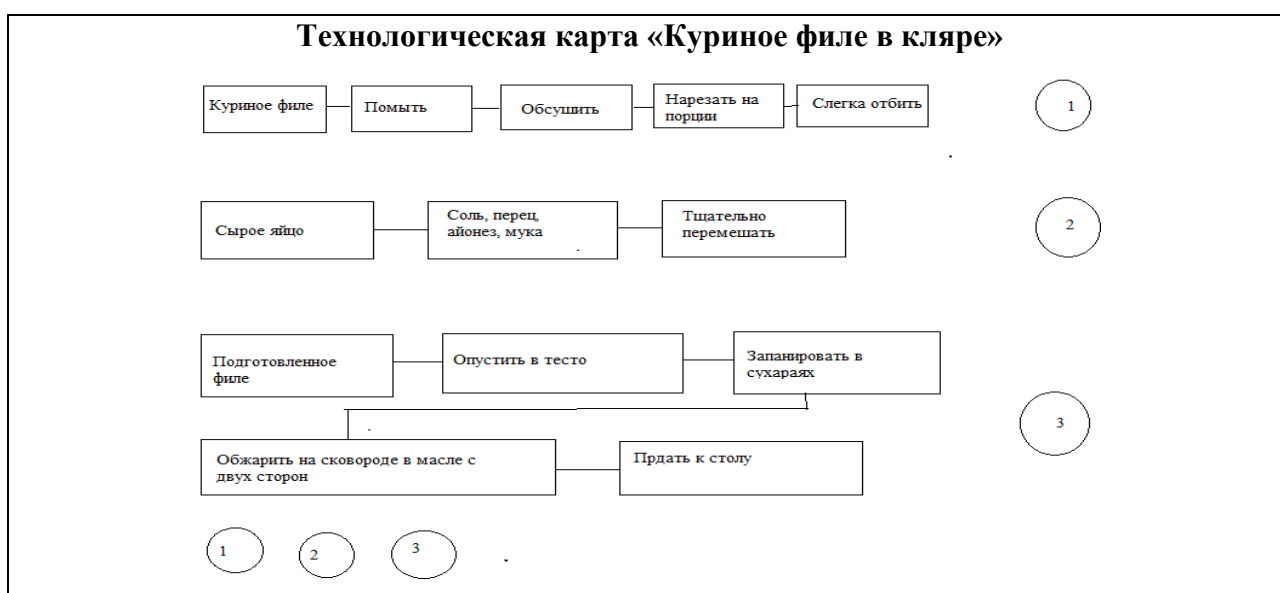 Технологическая карта «Куриное филе в кляре»
Куриное филе
Помыть
Обсушить
Нарезать на
порции
Слегка отбить
1
Сырое яйцо
Соль, перец,
айонез, мука
Тщательно
перемешать
2
Подготовленное
филе
Опустить в тесто
Запанировать в
сухараях
3
Обжарить на сковороде в масле с
двух сторон
Прдать к столу
1
2
3